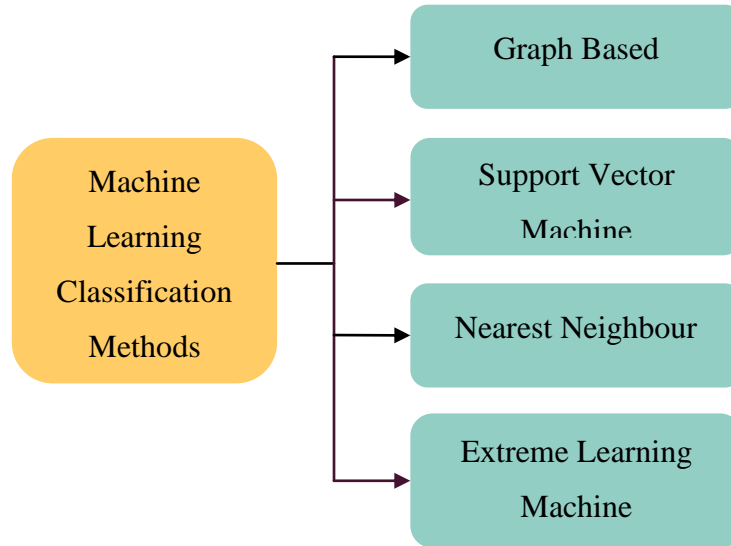 Machine
Learning
Classification
Methods
Graph Based
Support Vector
Machine
Nearest Neighbour
Extreme Learning
Machine